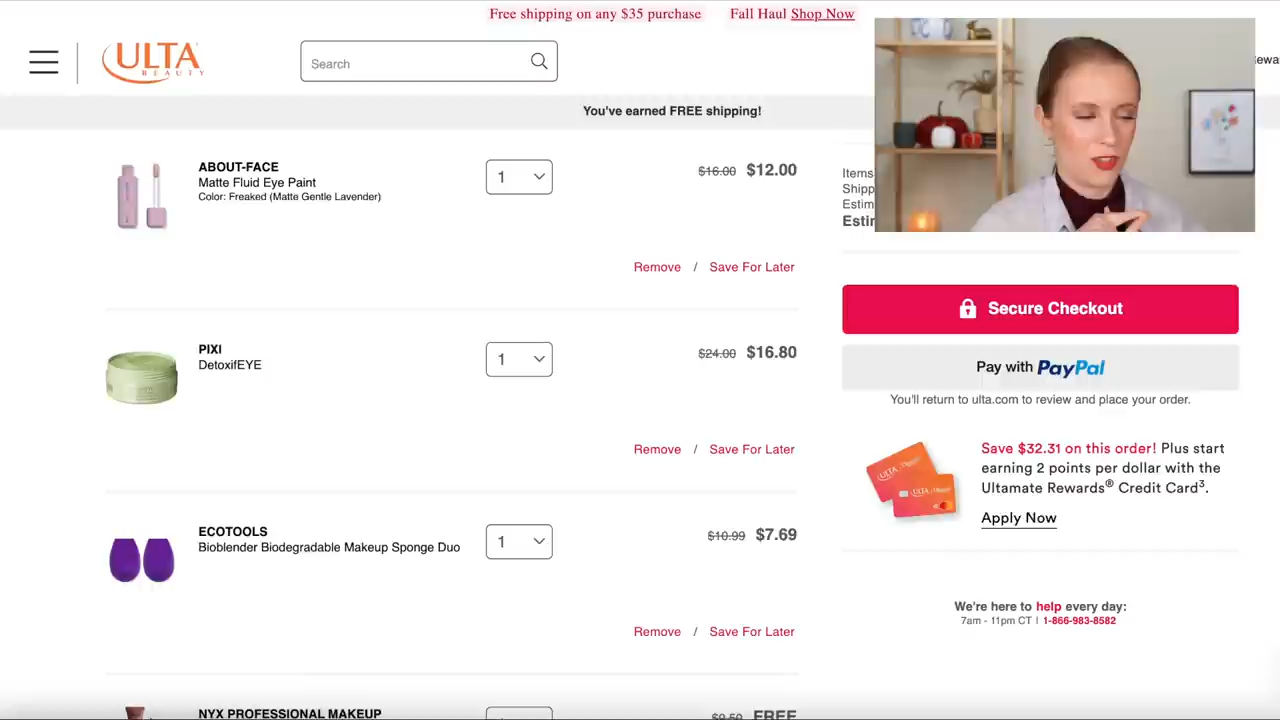 Free shipping on any $35 purchase
Fall Haul Shop Now
ULTA
BEAUTY
Search
You've earned FREE shipping!
ABOUT-FACE
Matte Fluid Eye Paint
Color: Freaked (Matte Gentle Lavender)
1
$16.00 $12.00
Remove / Save For Later
PIXI
DetoxifEYE
1
$24.00 $16.80
Remove / Save For Later
ECOTOOLS
Bioblender Biodegradable Makeup Sponge Duo
1
$10.99 $7.69
Remove / Save For Later
NYX PROFESSIONAL MAKEUP
$9.50 FREE
Items
Secure Checkout
Pay with PayPal
You'll return to ulta.com to review and place your order.
Save $32.31 on this order! Plus start
earning 2 points per dollar with the
Ultamate Rewards® Credit Card3.
Apply Now
We're here to help every day:
7am - 11pm CT | 1-866-983-8582